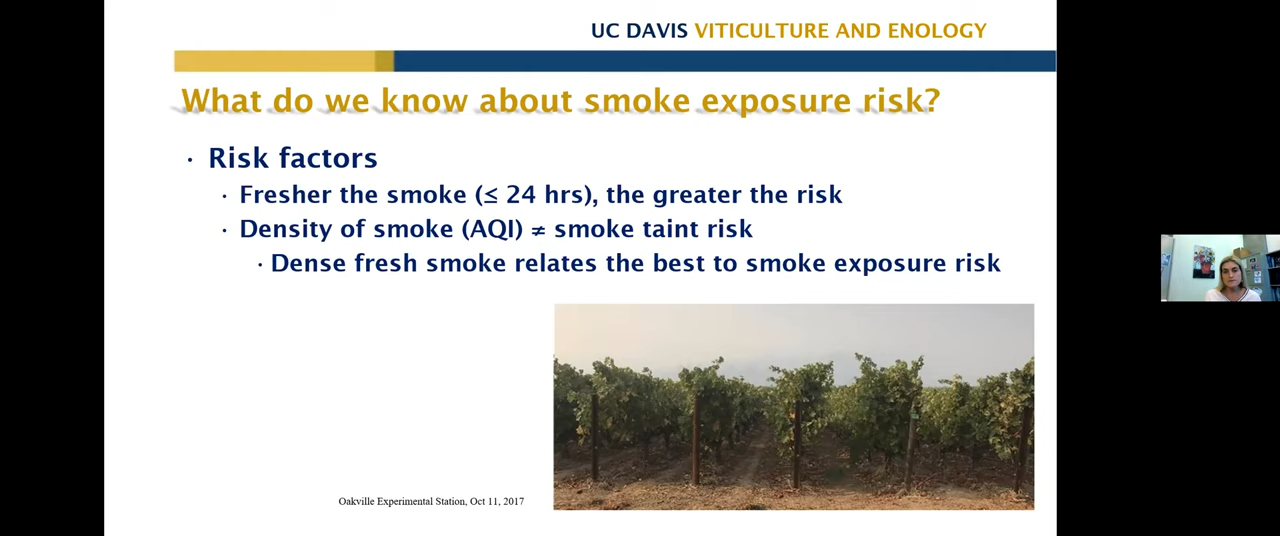 UC DAVIS VITICULTURE AND ENOLOGY
What do we know about smoke exposure risk?
• Risk factors
• Fresher the smoke (≤ 24 hrs), the greater the risk
• Density of smoke (AQI) ≠ smoke taint risk
• Dense fresh smoke relates the best to smoke exposure risk
Oakville Experimental Station, Oct 11, 2017